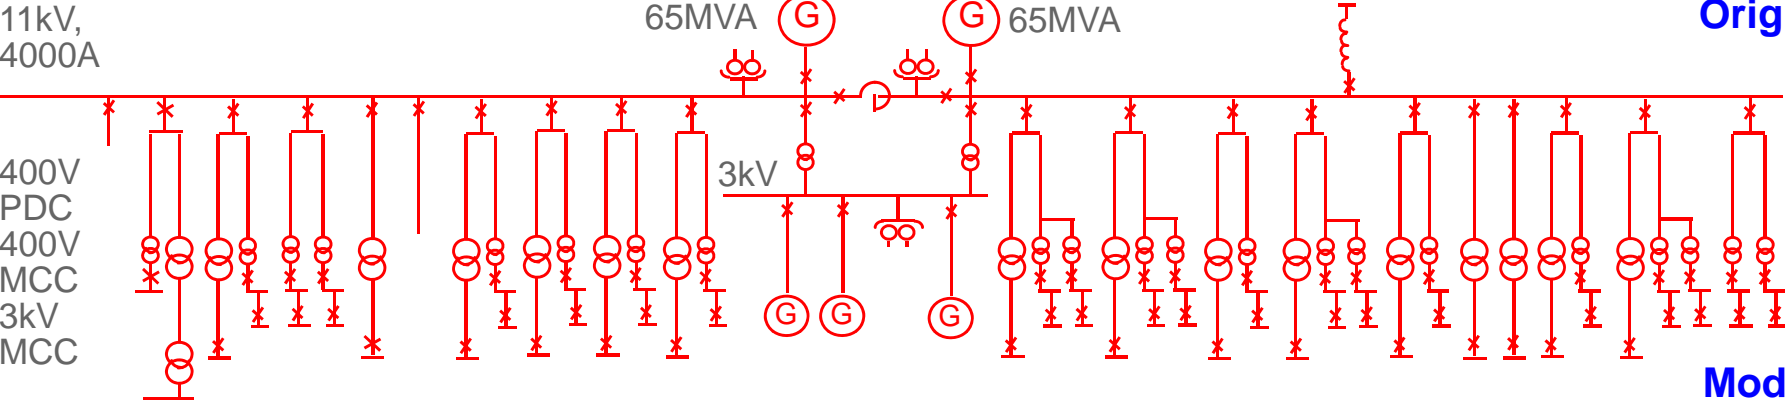 11kV,
4000A
65MVA
G
G
65MVA
Orig
400V
PDC
400V
MCC
3kV
MCC
3kV
G
G
G
Mod